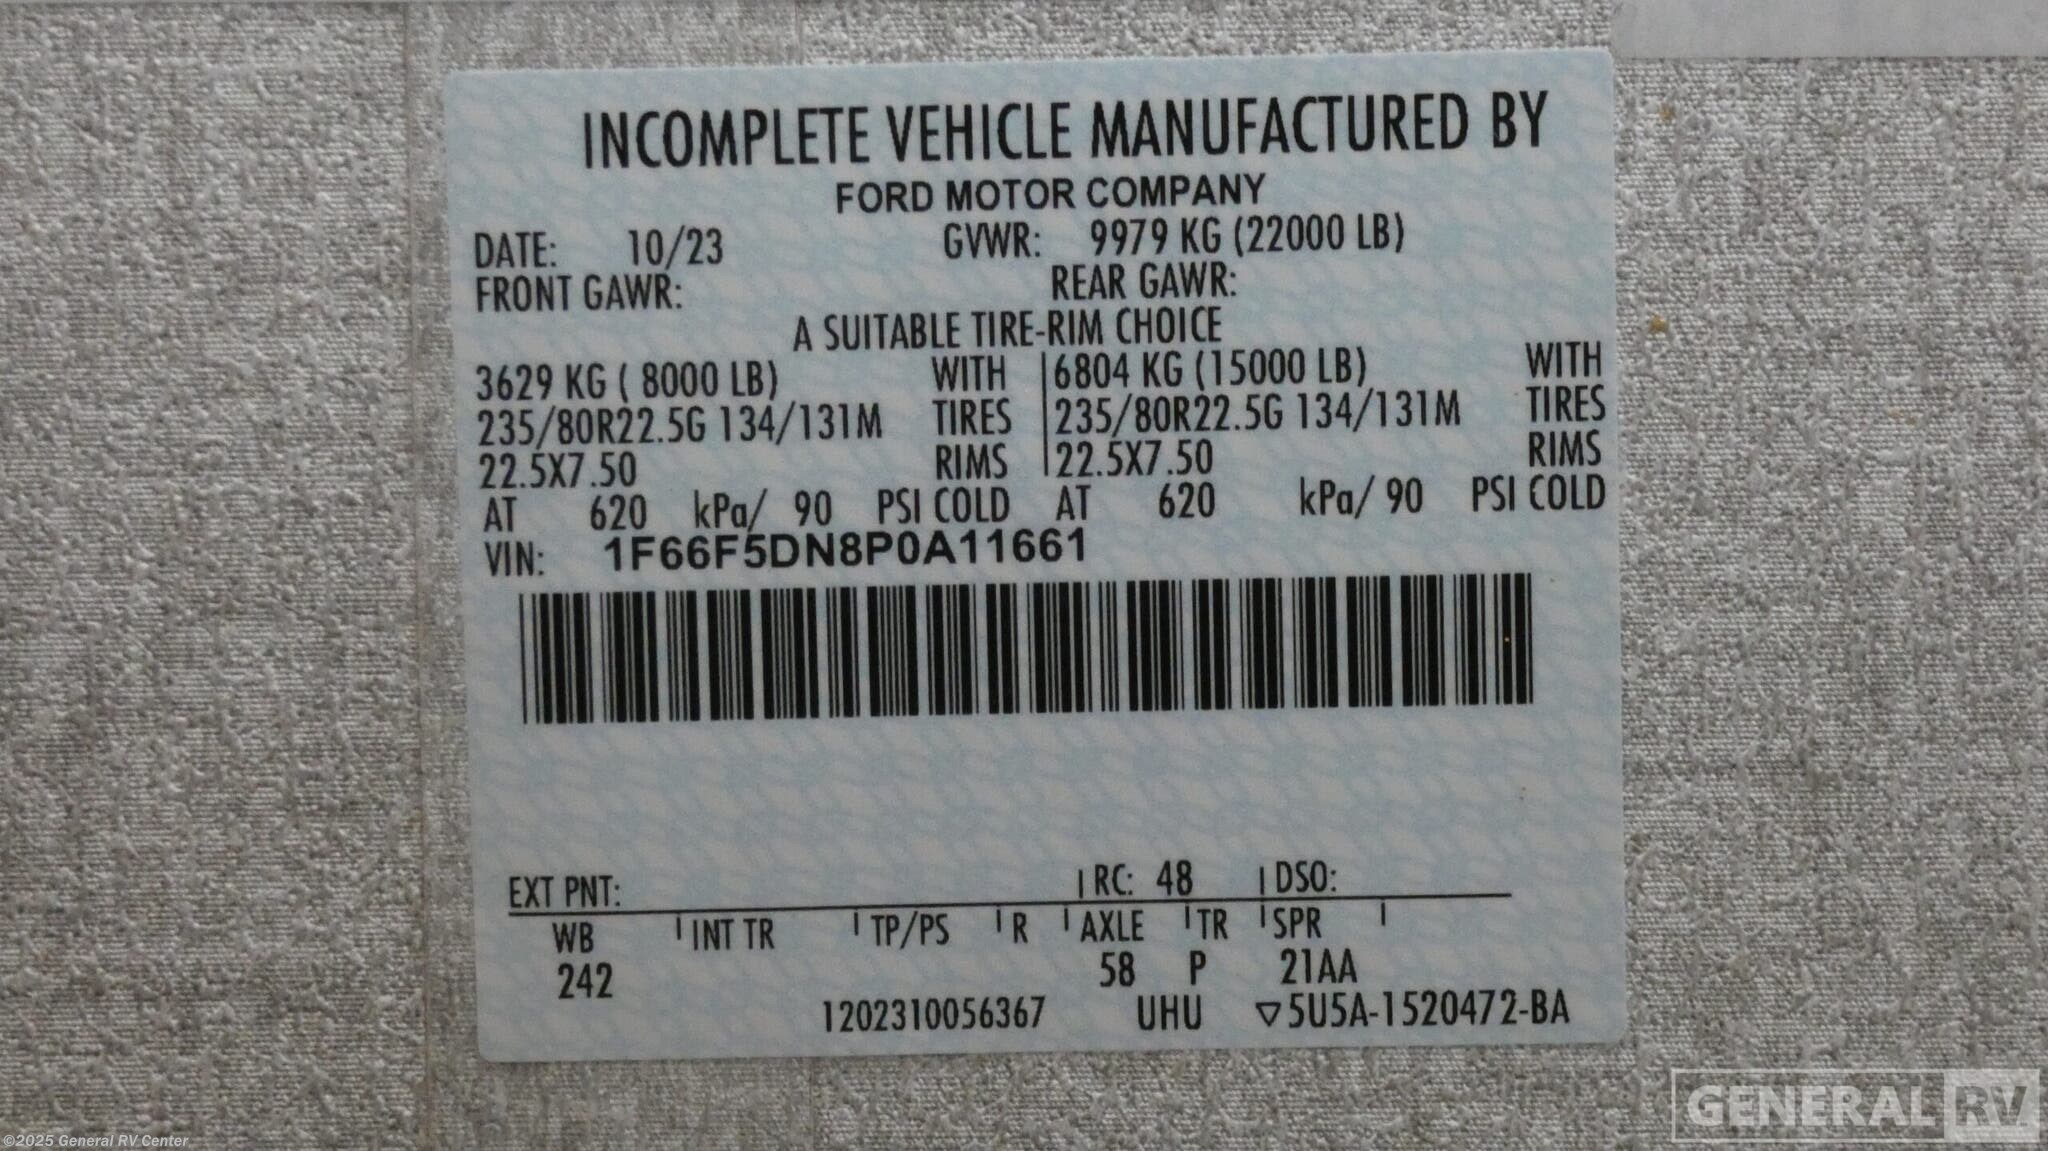 INCOMPLETE VEHICLE MANUFACTURED BY
FORD MOTOR COMPANY
DATE: 10/23 GVWR: 9979 KG (22000 LB)
FRONT GAWR: REAR GAWR:
A SUITABLE TIRE-RIM CHOICE
3629 KG ( 8000 LB) WITH 6804 KG (15000 LB) WITH
235/80R22.5G 134/131M TIRES 235/80R22.5G 134/131M TIRES
22.5X7.50 RIMS 22.5X7.50 RIMS
AT 620 kPa/ 90 PSI COLD AT 620 kPa/ 90 PSI COLD
VIN: 1F66F5DN8P0A11661
EXT PNT: RC: 48 DSO:
WB INT TR TP/PS R AXLE TR SPR
242 58 P 21AA
1202310056367 UHU ▽5U5A-1520472-BA
GENERAL RV
©2025 General RV Center